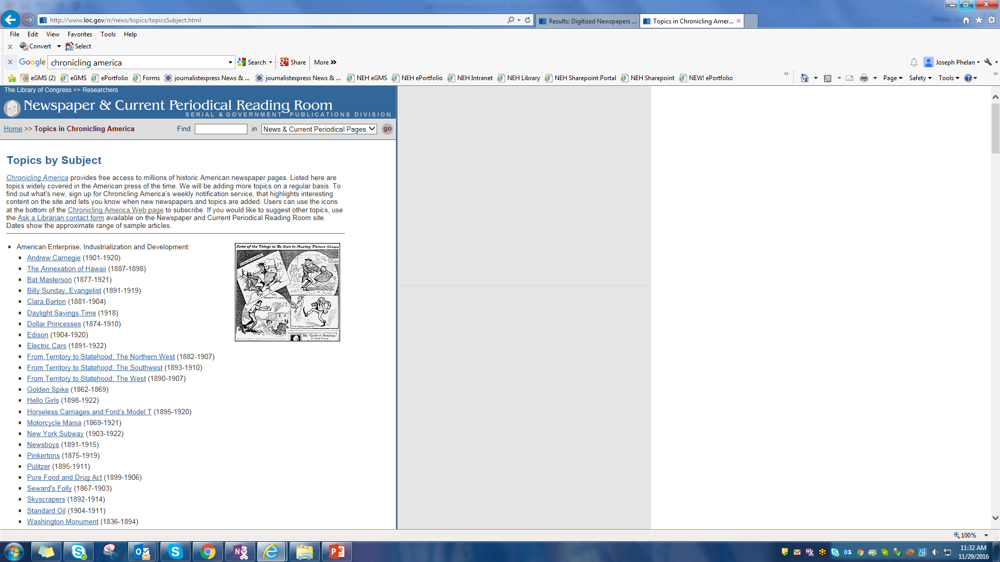 http://www.loc.gov/rr/news/topics/topicsSubject.html
Results: Digitized Newspapers ...
Topics in Chronicling Amer...
File Edit View Favorites Tools Help
Convert Select
Google chronicling america Search Share More »
Joseph Phelan
eGMS (2) eGMS ePortfolio Forms journalistexpress News & ... journalistexpress News & ... NEH eGMS NEH ePortfolio NEH Intranet NEH Library NEH Sharepoint Portal NEH Sharepoint NEW! ePortfolio
Page Safety Tools
The Library of Congress >> Researchers
Newspaper & Current Periodical Reading Room
SERIAL & GOVERNMENT PUBLICATIONS DIVISION
Home >> Topics in Chronicling America Find in News & Current Periodical Pages go
Topics by Subject
Chronicling America provides free access to millions of historic American newspaper pages. Listed here are
topics widely covered in the American press of the time. We will be adding more topics on a regular basis. To
find out what's new, sign up for Chronicling America's weekly notification service, that highlights interesting
content on the site and lets you know when new newspapers and topics are added. Users can use the icons
at the bottom of the Chronicling America Web page to subscribe. If you would like to suggest other topics, use
the Ask a Librarian contact form available on the Newspaper and Current Periodical Reading Room site.
Dates show the approximate range of sample articles.
American Enterprise, Industrialization and Development:
Andrew Carnegie (1901-1920)
The Annexation of Hawaii (1887-1898)
Bat Masterson (1877-1921)
Billy Sunday, Evangelist (1891-1919)
Clara Barton (1881-1904)
Daylight Savings Time (1918)
Dollar Princesses (1874-1910)
Edison (1904-1920)
Electric Cars (1891-1922)
From Territory to Statehood: The Northern West (1882-1907)
From Territory to Statehood: The Southwest (1893-1910)
From Territory to Statehood: The West (1890-1907)
Golden Spike (1862-1869)
Hello Girls (1898-1922)
Horseless Carriages and Ford's Model T (1895-1920)
Motorcycle Mania (1869-1921)
New York Subway (1903-1922)
Newsboys (1891-1915)
Pinkertons (1875-1919)
Pulitzer (1895-1911)
Pure Food and Drug Act (1899-1906)
Seward's Folly (1867-1903)
Skyscrapers (1892-1914)
Standard Oil (1904-1911)
Washington Monument (1836-1894)
Some of the Things to Be Seen in Moving Picture Shows
"THE PEASANT'S LOVE"
"THE MAGIC BOOTS"
My "Cycle of Readings"
100%
11:32 AM
11/29/2016